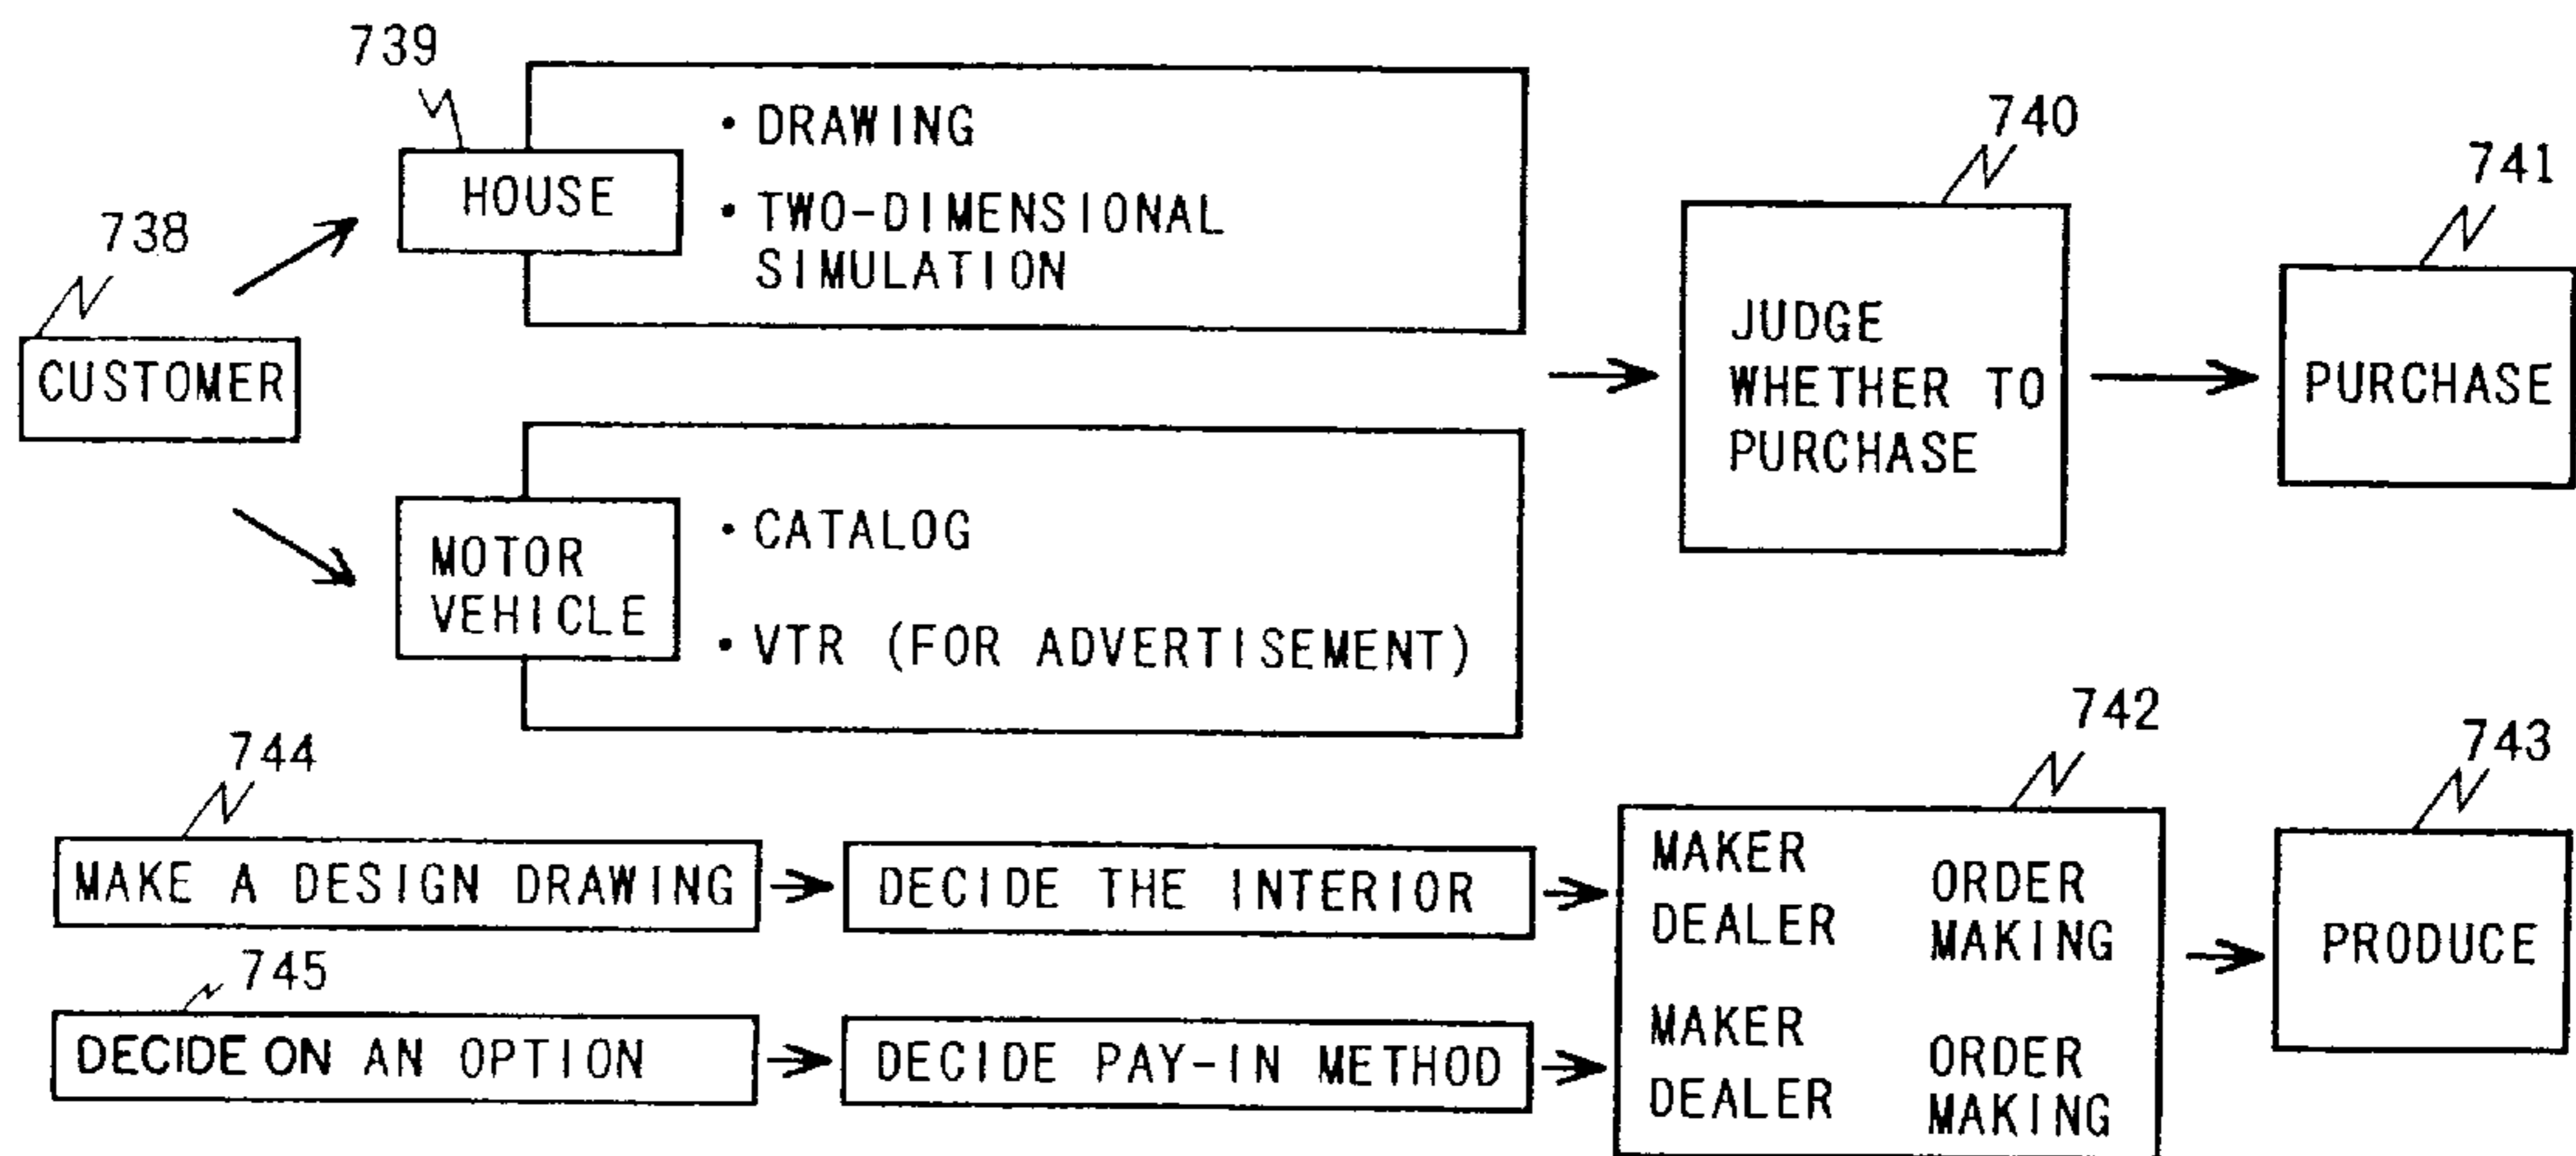 739
HOUSE
• DRAWING
• TWO-DIMENSIONAL
SIMULATION
738
CUSTOMER
MOTOR
VEHICLE
• CATALOG
• VTR (FOR ADVERTISEMENT)
740
JUDGE
WHETHER TO
PURCHASE
741
PURCHASE
744
MAKE A DESIGN DRAWING
DECIDE THE INTERIOR
745
DECIDE ON AN OPTION
DECIDE PAY-IN METHOD
742
MAKER
DEALER
ORDER
MAKING
MAKER
DEALER
ORDER
MAKING
743
PRODUCE